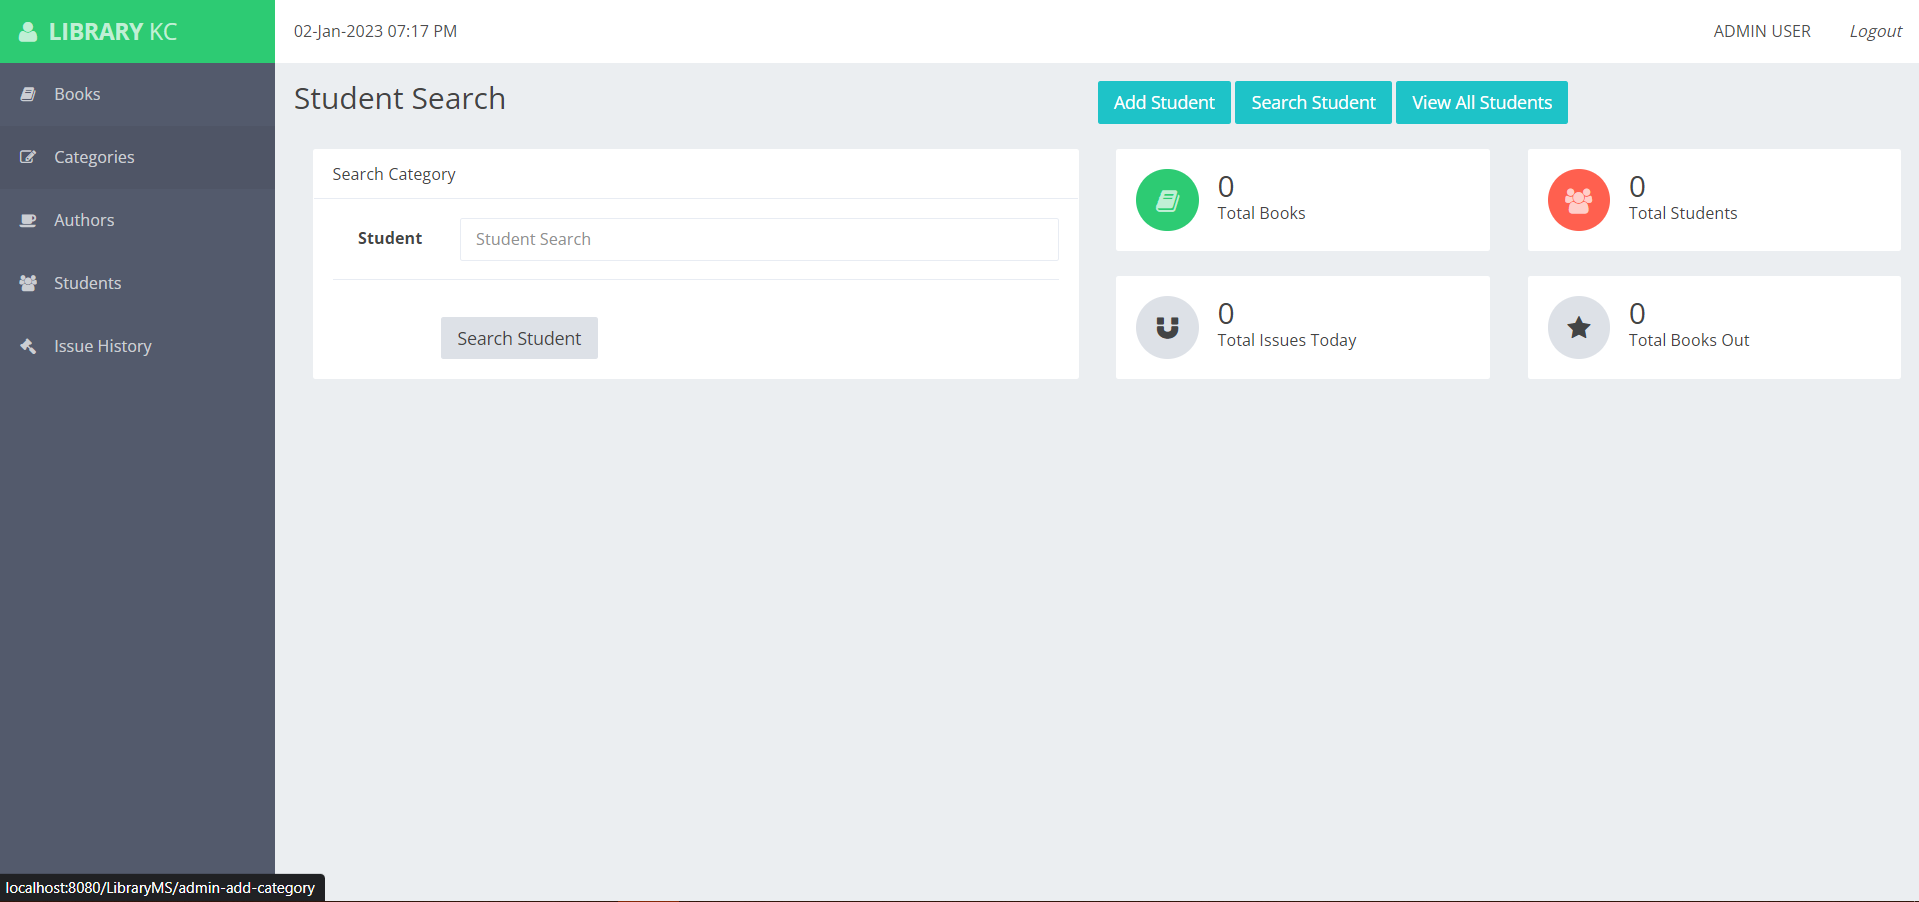 LIBRARY KC
02-Jan-2023 07:17 PM
ADMIN USER
Logout
Books
Categories
Authors
Students
Issue History
Student Search
Add Student
Search Student
View All Students
Search Category
Student
Student Search
Search Student
0
Total Books
0
Total Students
0
Total Issues Today
0
Total Books Out
localhost:8080/LibraryMS/admin-add-category